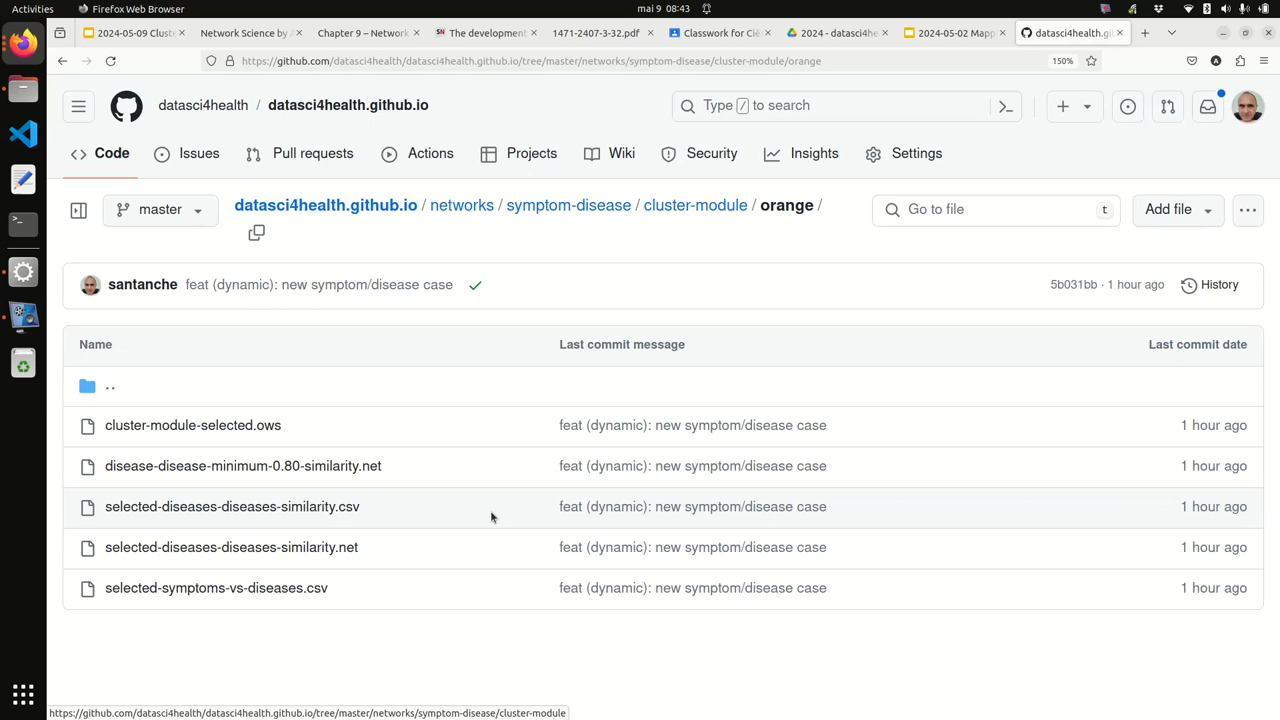 Activities
Firefox Web Browser
mai 9 08:43
2024-05-09 Cluste
Network Science by A
Chapter 9 – Network
SN The development
1471-2407-3-32.pdf
Classwork for Ciê
2024 - datasci4he
2024-05-02 Mapp
datasci4health.git
https://github.com/datasci4health/datasci4health.github.io/tree/master/networks/symptom-disease/cluster-module/orange
150%
datasci4health / datasci4health.github.io
Type / to search
Code
Issues
Pull requests
Actions
Projects
Wiki
Security
Insights
Settings
master
datasci4health.github.io / networks / symptom-disease / cluster-module / orange /
Go to file t
Add file
santanche feat (dynamic): new symptom/disease case
5b031bb · 1 hour ago
History
Name Last commit message Last commit date
..
cluster-module-selected.ows feat (dynamic): new symptom/disease case 1 hour ago
disease-disease-minimum-0.80-similarity.net feat (dynamic): new symptom/disease case 1 hour ago
selected-diseases-diseases-similarity.csv feat (dynamic): new symptom/disease case 1 hour ago
selected-diseases-diseases-similarity.net feat (dynamic): new symptom/disease case 1 hour ago
selected-symptoms-vs-diseases.csv feat (dynamic): new symptom/disease case 1 hour ago
https://github.com/datasci4health/datasci4health.github.io/tree/master/networks/symptom-disease/cluster-module